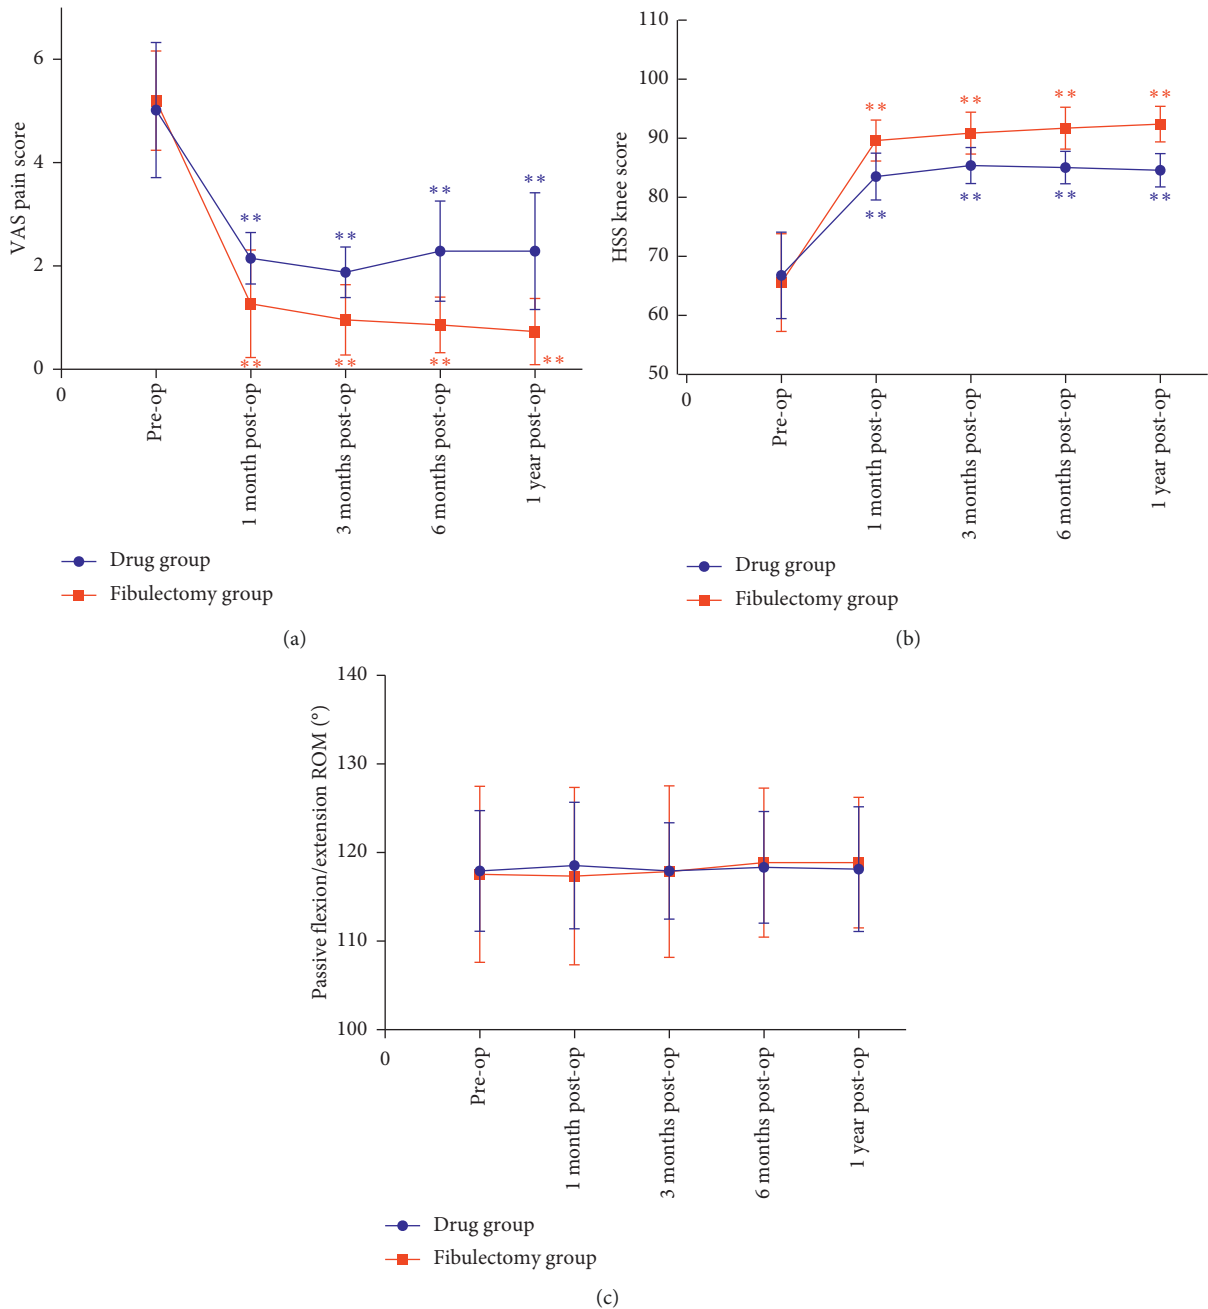 VAS pain score
6
4
2
0
0
Pre-op
1 month post-op
3 months post-op
6 months post-op
1 year post-op
**
**
**
**
**
**
**
**
Drug group
Fibulectomy group
(a)
HSS knee score
110
100
90
80
70
60
50
0
Pre-op
1 month post-op
3 months post-op
6 months post-op
1 year post-op
**
**
**
**
**
**
**
**
Drug group
Fibulectomy group
(b)
Passive flexion/extension ROM (°)
140
130
120
110
100
0
Pre-op
1 month post-op
3 months post-op
6 months post-op
1 year post-op
Drug group
Fibulectomy group
(c)